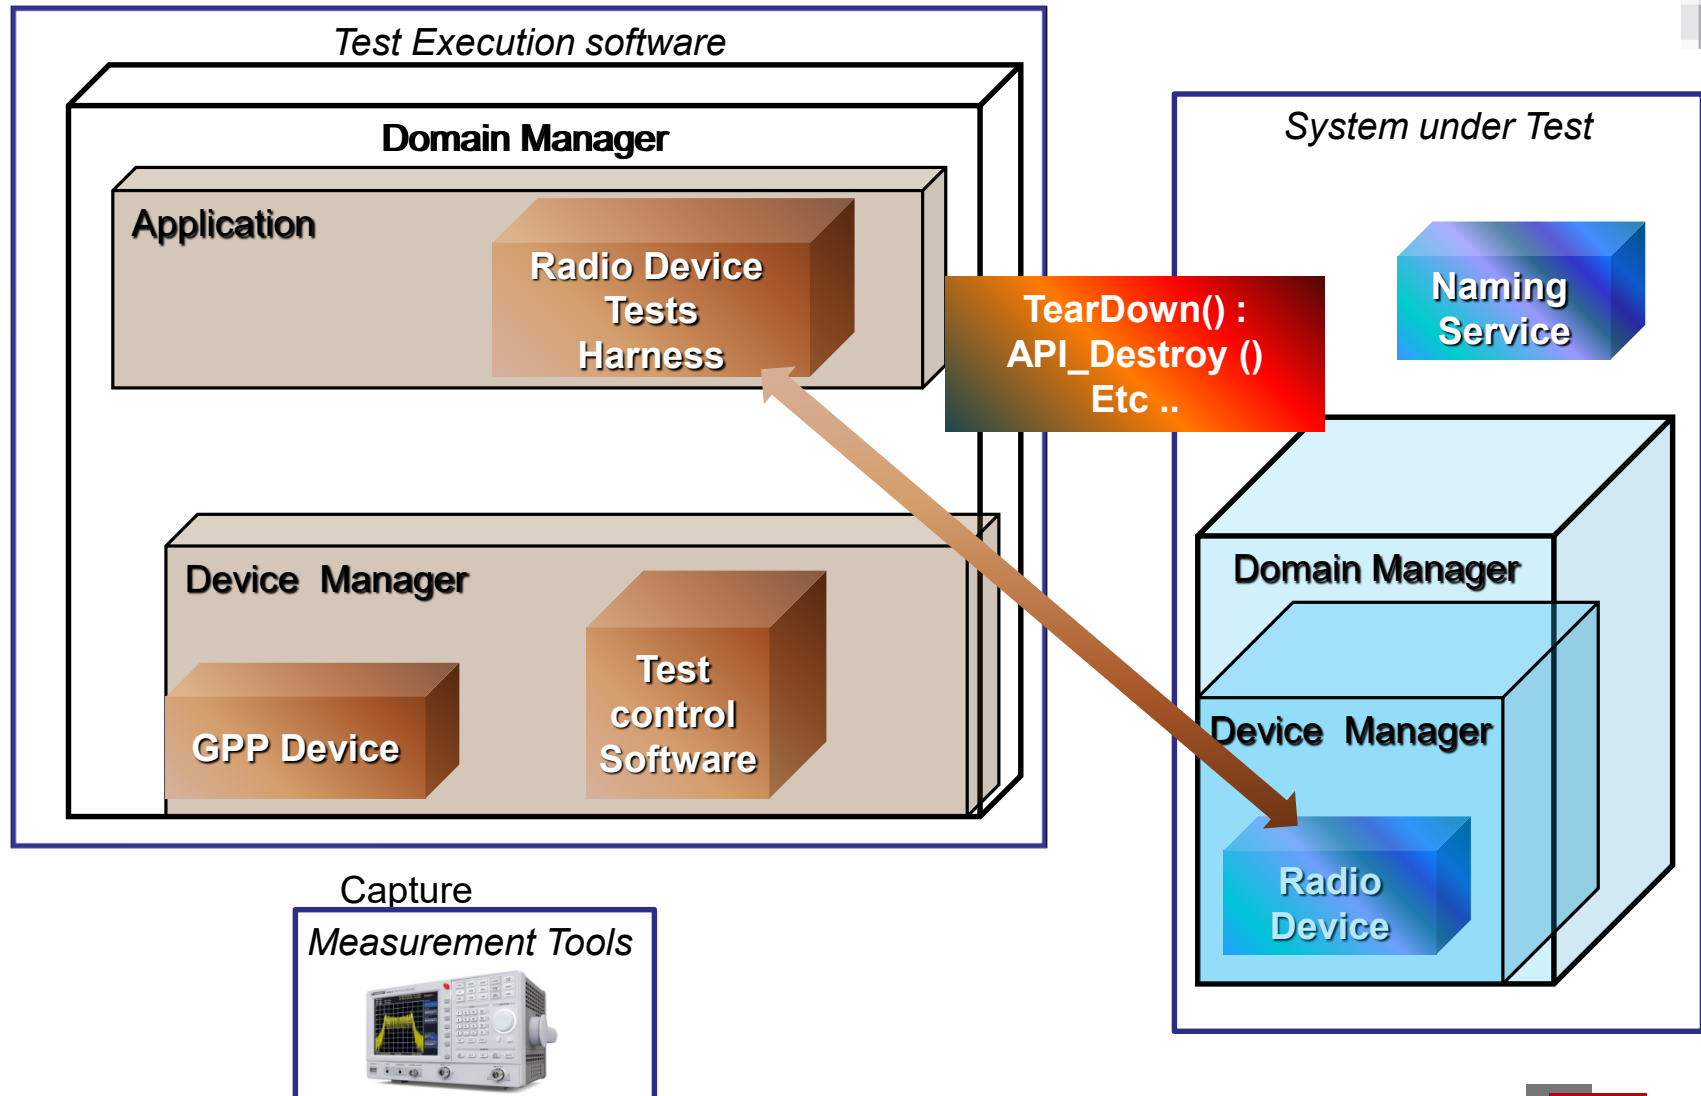 Test Execution software
Domain Manager
Application
Radio Device
Tests
Harness
TearDown() :
API_Destroy ()
Etc ..
Device  Manager
GPP Device
Test
control
Software
System under Test
Naming
Service
Domain Manager
Device  Manager
Radio
Device
Capture
Measurement Tools